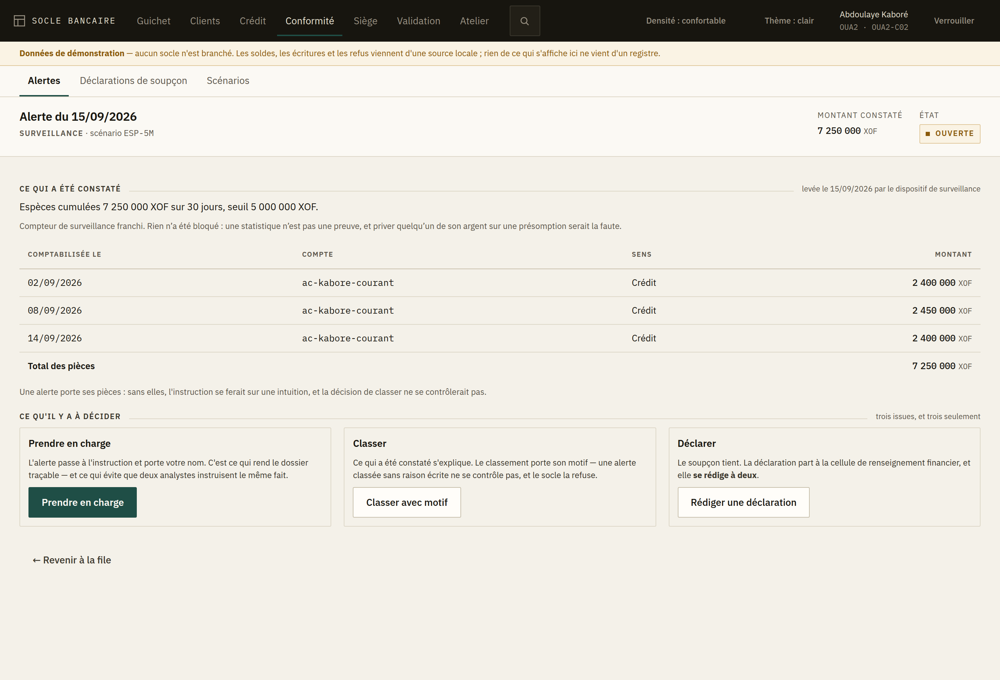 SOCLE BANCAIRE Guichet Clients Crédit Conformité Siège Validation Atelier Densité : confortable Thème : clair Abdoulaye Kaboré Verrouiller
OUA2 · OUA2-C02
Données de démonstration — aucun socle n'est branché. Les soldes, les écritures et les refus viennent d'une source locale ; rien de ce qui s'affiche ici ne vient d'un registre.
Alertes Déclarations de soupçon Scénarios
Alerte du 15/09/2026
SURVEILLANCE · scénario ESP-5M
MONTANT CONSTATÉ ÉTAT
7 250 000 XOF OUVERTE
CE QUI A ÉTÉ CONSTATÉ levée le 15/09/2026 par le dispositif de surveillance
Espèces cumulées 7 250 000 XOF sur 30 jours, seuil 5 000 000 XOF.
Compteur de surveillance franchi. Rien n’a été bloqué : une statistique n’est pas une preuve, et priver quelqu’un de son argent sur une présomption serait la faute.
COMPTABILISÉE LE COMPTE SENS MONTANT
02/09/2026 ac-kabore-courant Crédit 2 400 000 XOF
08/09/2026 ac-kabore-courant Crédit 2 450 000 XOF
14/09/2026 ac-kabore-courant Crédit 2 400 000 XOF
Total des pièces 7 250 000 XOF
Une alerte porte ses pièces : sans elles, l'instruction se ferait sur une intuition, et la décision de classer ne se contrôlerait pas.
CE QU'IL Y A À DÉCIDER trois issues, et trois seulement
Prendre en charge
L'alerte passe à l'instruction et porte votre nom. C'est ce qui rend le dossier
traçable — et ce qui évite que deux analystes instruisent le même fait.
Prendre en charge
Classer
Ce qui a été constaté s'explique. Le classement porte son motif — une alerte
classée sans raison écrite ne se contrôle pas, et le socle la refuse.
Classer avec motif
Déclarer
Le soupçon tient. La déclaration part à la cellule de renseignement financier, et
elle se rédige à deux.
Rédiger une déclaration
← Revenir à la file